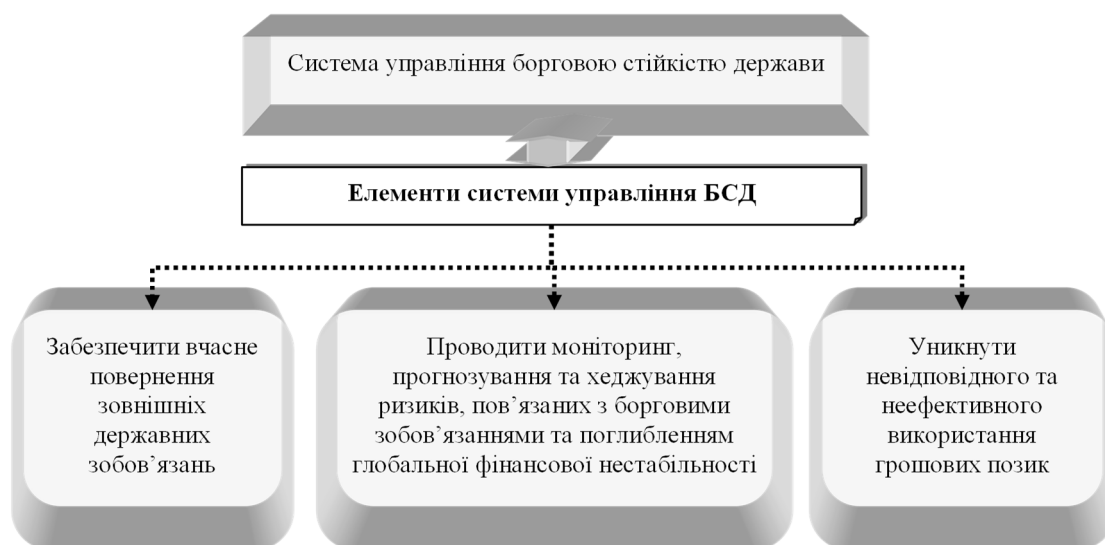 Система управління борговою стійкістю держави
Елементи системи управління БСД
Забезпечити вчасне
повернення
зовнішніх
державних
зобов’язань
Проводити моніторинг,
прогнозування та хеджування
ризиків, пов’язаних з борговими
зобов’язаннями та поглибленням
глобальної фінансової нестабільності
Уникнути
невідповідного та
неефективного
використання
грошових позик